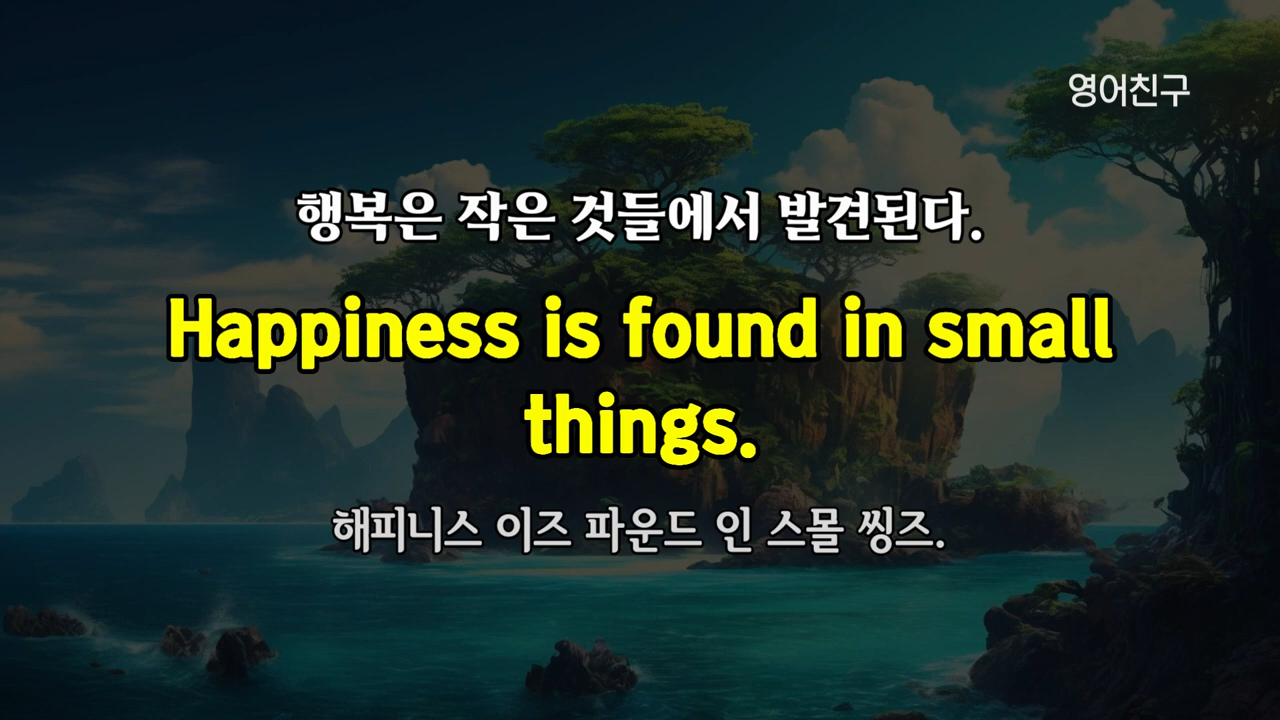 영어친구
행복은 작은 것들에서 발견된다.
Happiness is found in small
things.
해피니스 이즈 파운드 인 스몰 씽즈.